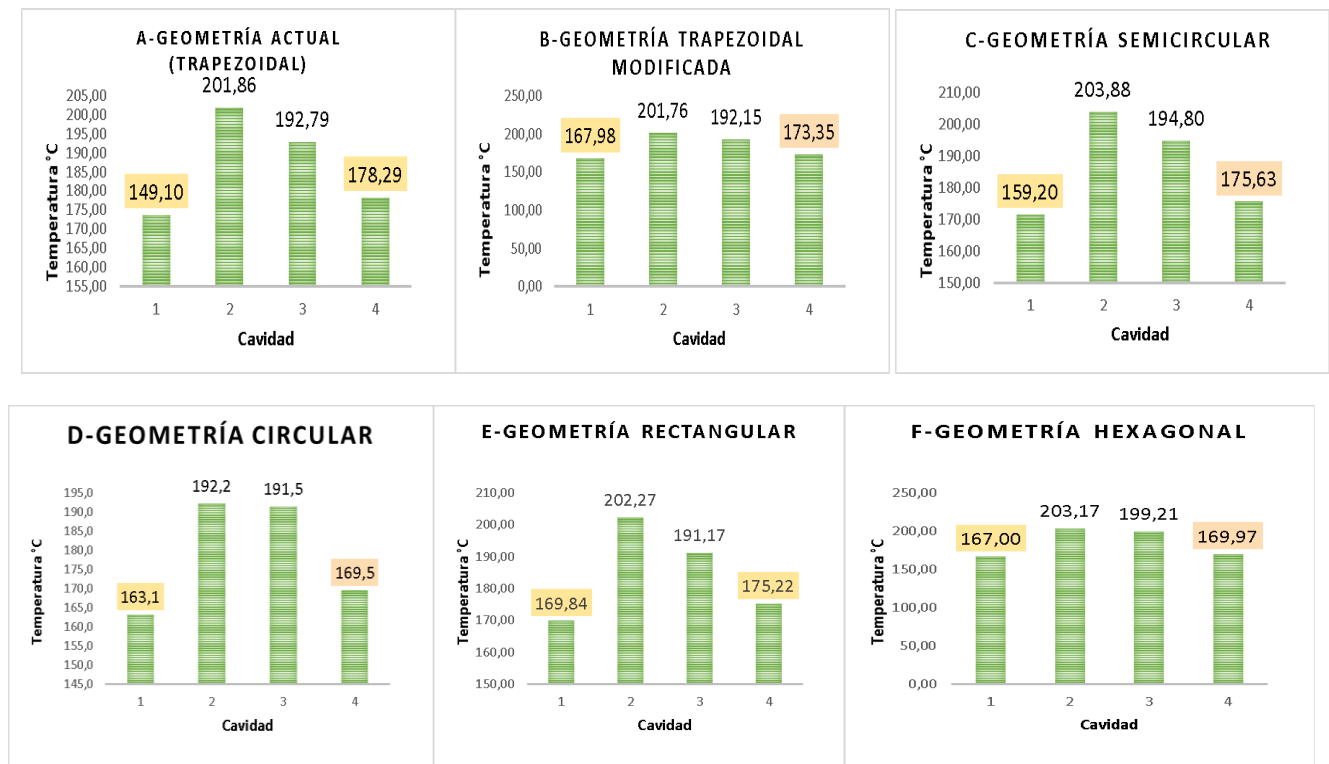 A-GEOMETRÍA ACTUAL
(TRAPEZOIDAL)
Temperatura °C
205,00
200,00
195,00
190,00
185,00
180,00
175,00
170,00
165,00
160,00
155,00
149,10
201,86
192,79
178,29
1 2 3 4
Cavidad
B-GEOMETRÍA TRAPEZOIDAL
MODIFICADA
Temperatura °C
250,00
200,00
150,00
100,00
50,00
0,00
167,98
201,76
192,15
173,35
1 2 3 4
Cavidad
C-GEOMETRÍA SEMICIRCULAR
Temperatura °C
210,00
200,00
190,00
180,00
170,00
160,00
150,00
159,20
203,88
194,80
175,63
1 2 3 4
Cavidad
D-GEOMETRÍA CIRCULAR
Temperatura °C
195,0
190,0
185,0
180,0
175,0
170,0
165,0
160,0
155,0
150,0
145,0
163,1
192,2
191,5
169,5
1 2 3 4
Cavidad
E-GEOMETRÍA RECTANGULAR
Temperatura °C
210,00
200,00
190,00
180,00
170,00
160,00
150,00
169,84
202,27
191,17
175,22
1 2 3 4
Cavidad
F-GEOMETRÍA HEXAGONAL
Temperatura °C
250,00
200,00
150,00
100,00
50,00
0,00
167,00
203,17
199,21
169,97
1 2 3 4
Cavidad